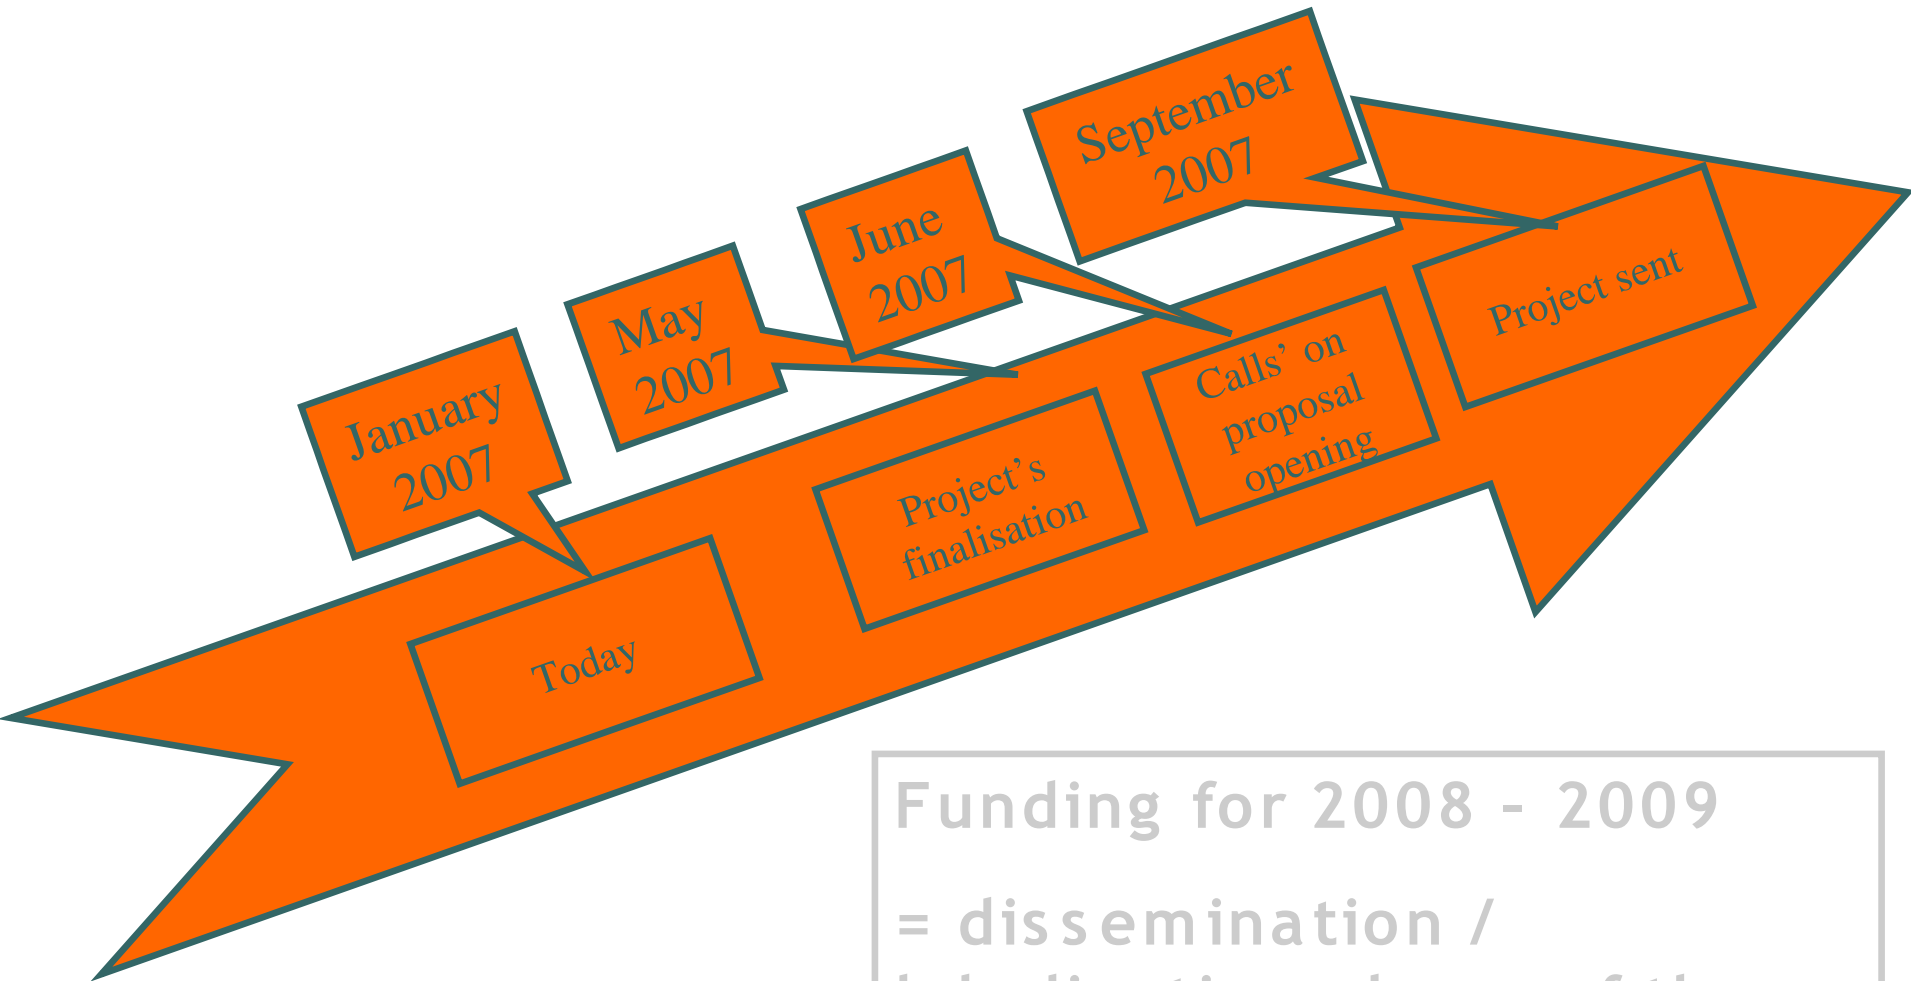 September
2007
June
2007
May
2007
January
2007
Project sent
Calls’ on
proposal
opening
Project’s
finalisation
Today
Funding for 2008 - 2009
= dissemination /